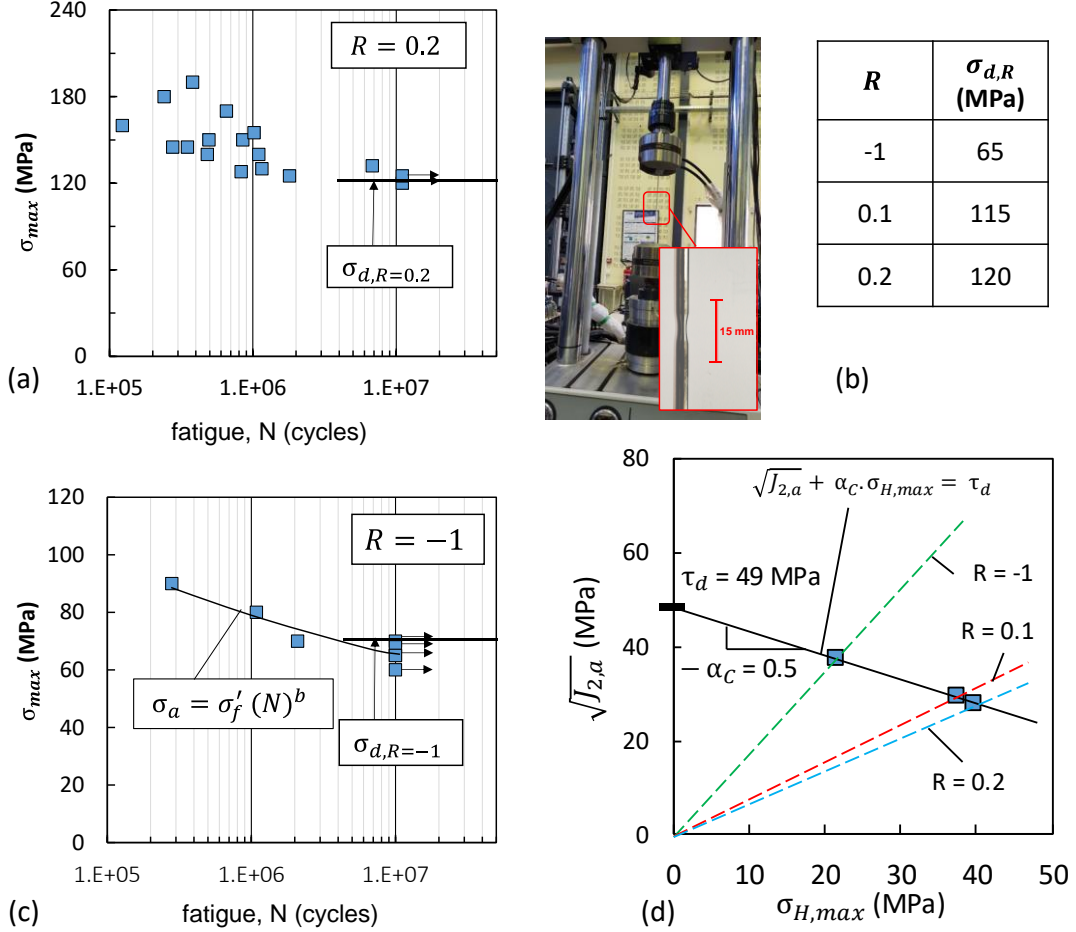 240
180
120
60
0
σmax (MPa)
R = 0.2
σd,R=0.2
1.E+05
1.E+06
1.E+07
fatigue, N (cycles)
(a)
15 mm
R
σd,R (MPa)
-1
65
0.1
115
0.2
120
(b)
120
100
80
60
40
20
0
σmax (MPa)
R = −1
σa = σ′f (N)^b
σd,R=−1
1.E+05
1.E+06
1.E+07
fatigue, N (cycles)
(c)
80
60
40
20
0
√J2,a (MPa)
√J2,a + αC.σH,max = τd
τd = 49 MPa
− αC = 0.5
R = -1
R = 0.1
R = 0.2
0
10
20
30
40
50
σH,max (MPa)
(d)